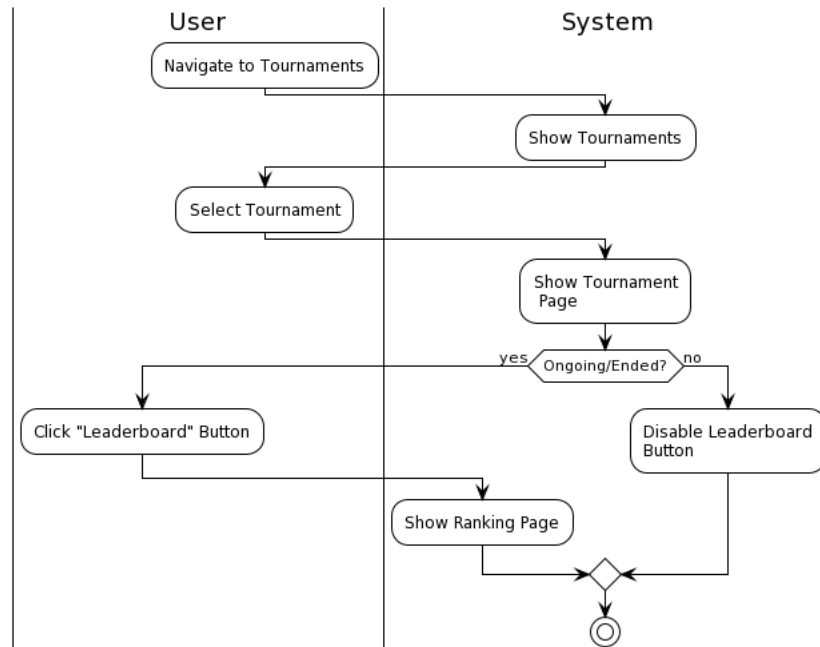 User
System
Navigate to Tournaments
Show Tournaments
Select Tournament
Show Tournament
Page
yes
Ongoing/Ended?
no
Click "Leaderboard" Button
Disable Leaderboard
Button
Show Ranking Page